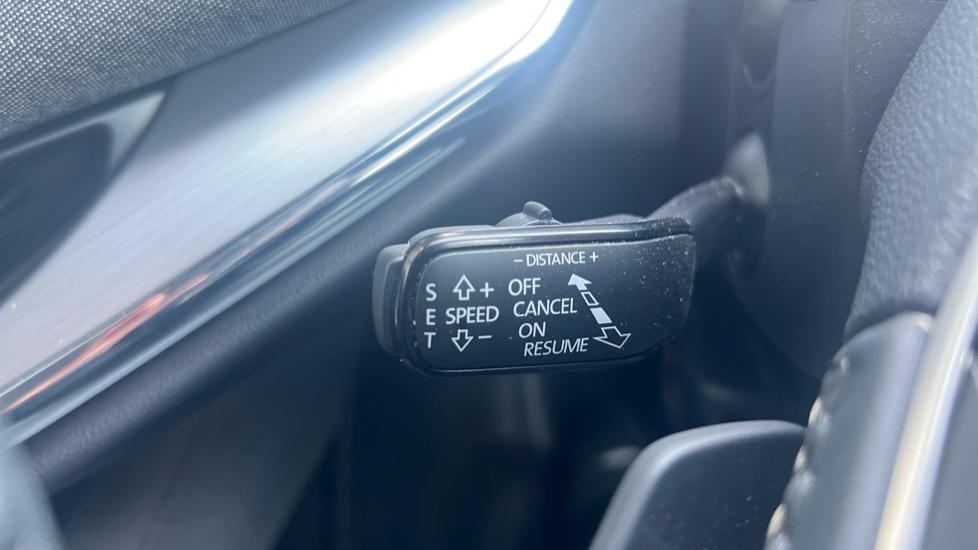 - DISTANCE +
S + OFF
E SPEED CANCEL
T - ON
RESUME